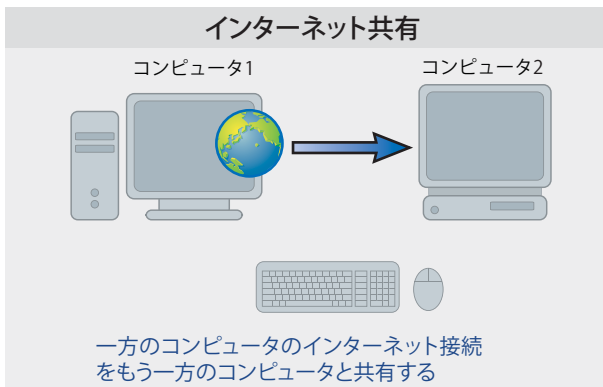 インターネット共有
コンピュータ1
コンピュータ2
一方のコンピュータのインターネット接続
をもう一方のコンピュータと共有する